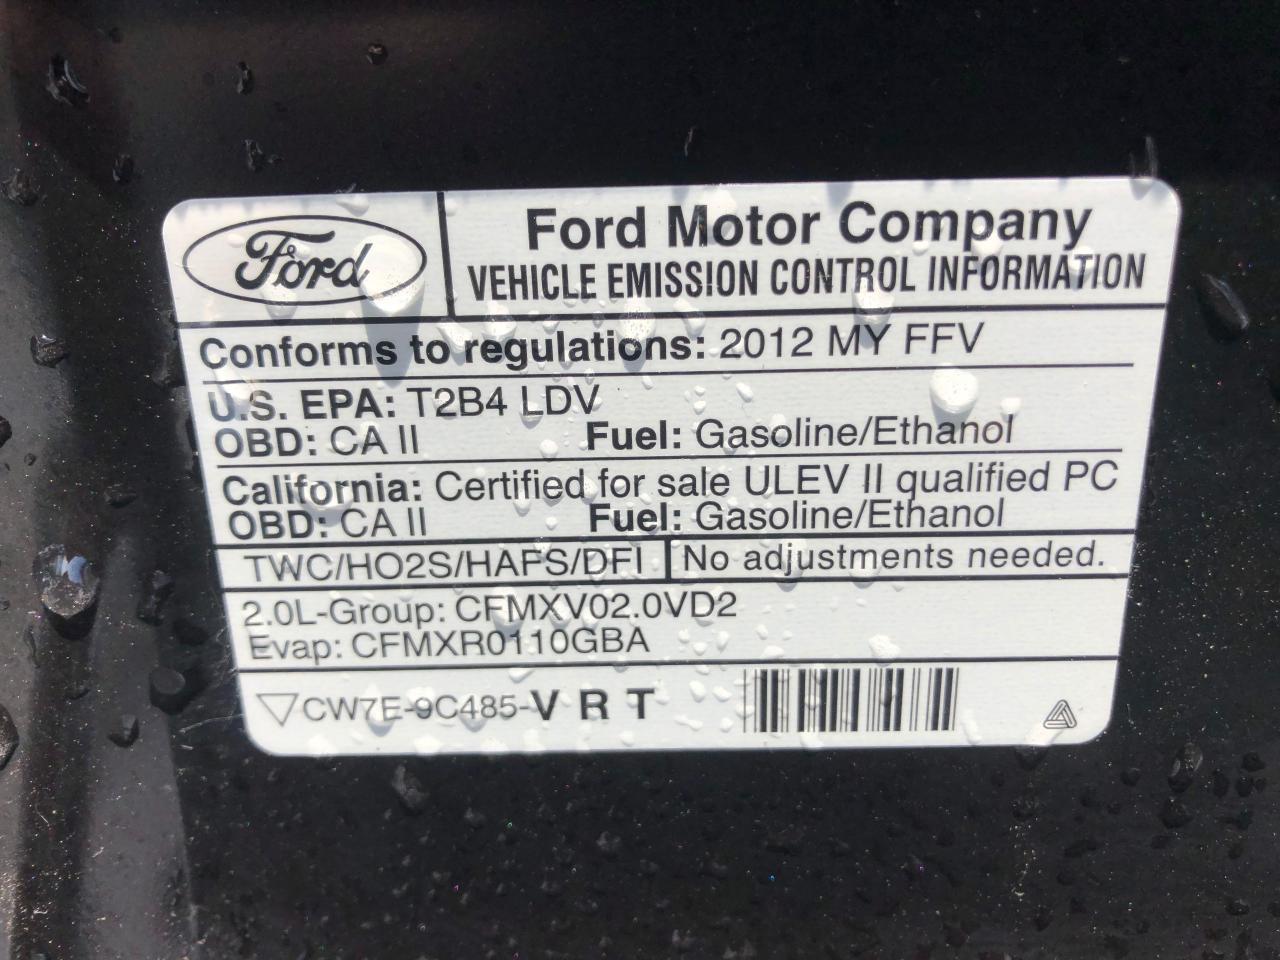 Ford
Ford Motor Company
VEHICLE EMISSION CONTROL INFORMATION
Conforms to regulations: 2012 MY FFV
U.S. EPA: T2B4 LDV
OBD: CA II Fuel: Gasoline/Ethanol
California: Certified for sale ULEV II qualified PC
OBD: CA II Fuel: Gasoline/Ethanol
TWC/HO2S/HAFS/DFI No adjustments needed.
2.0L-Group: CFMXV02.0VD2
Evap: CFMXR0110GBA
CW7E-9C485-V R T